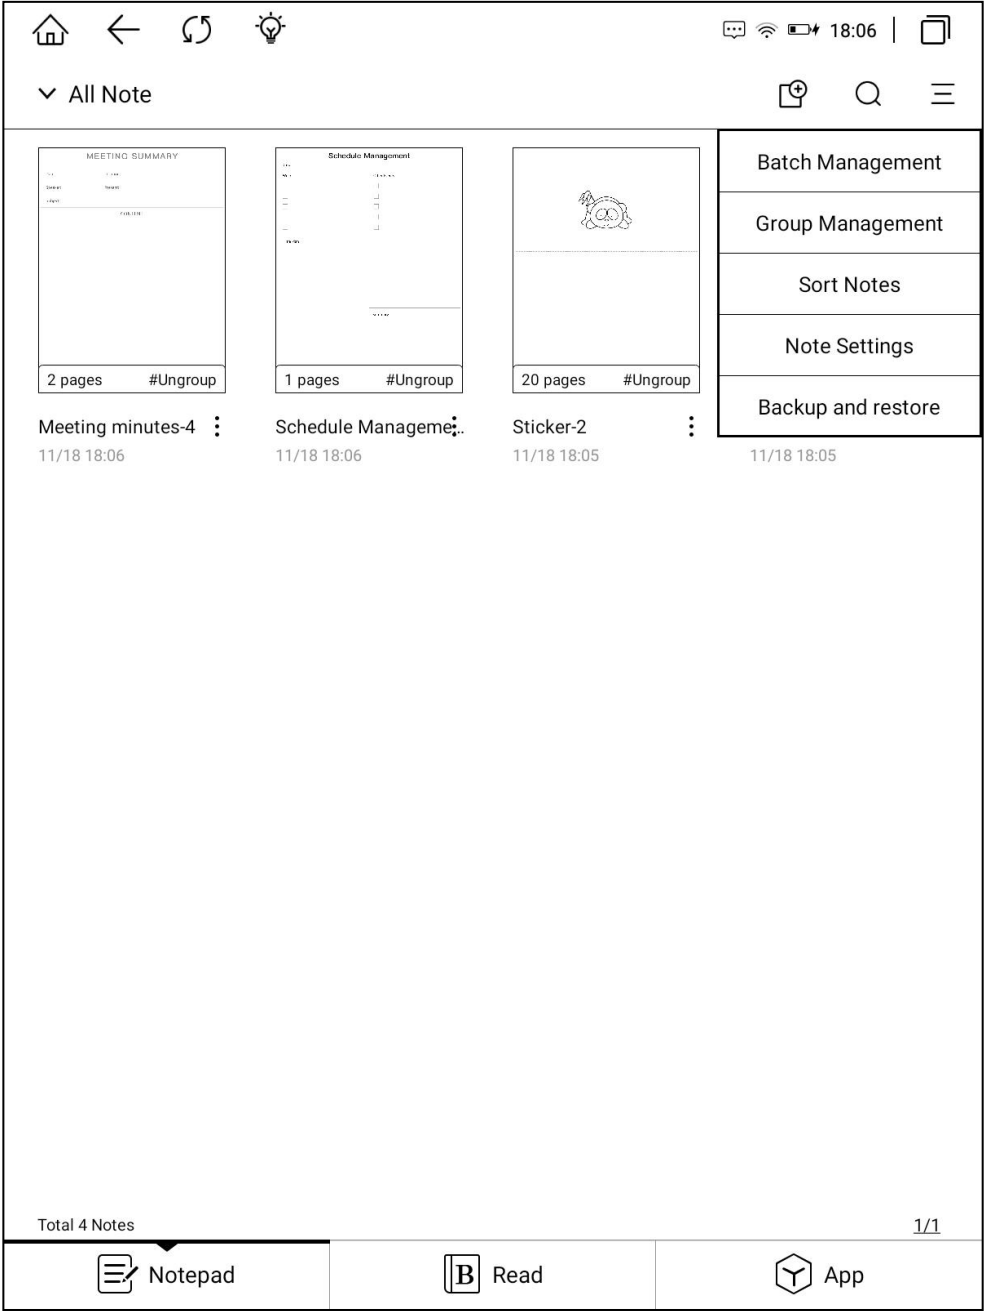 18:06
All Note
Batch Management
Group Management
Sort Notes
Note Settings
Backup and restore
MEETING SUMMARY
Schedule Management
2 pages #Ungroup
1 pages #Ungroup
20 pages #Ungroup
Meeting minutes-4
Schedule Manageme...
Sticker-2
11/18 18:06
11/18 18:06
11/18 18:05
11/18 18:05
Total 4 Notes
1/1
Notepad
B Read
App